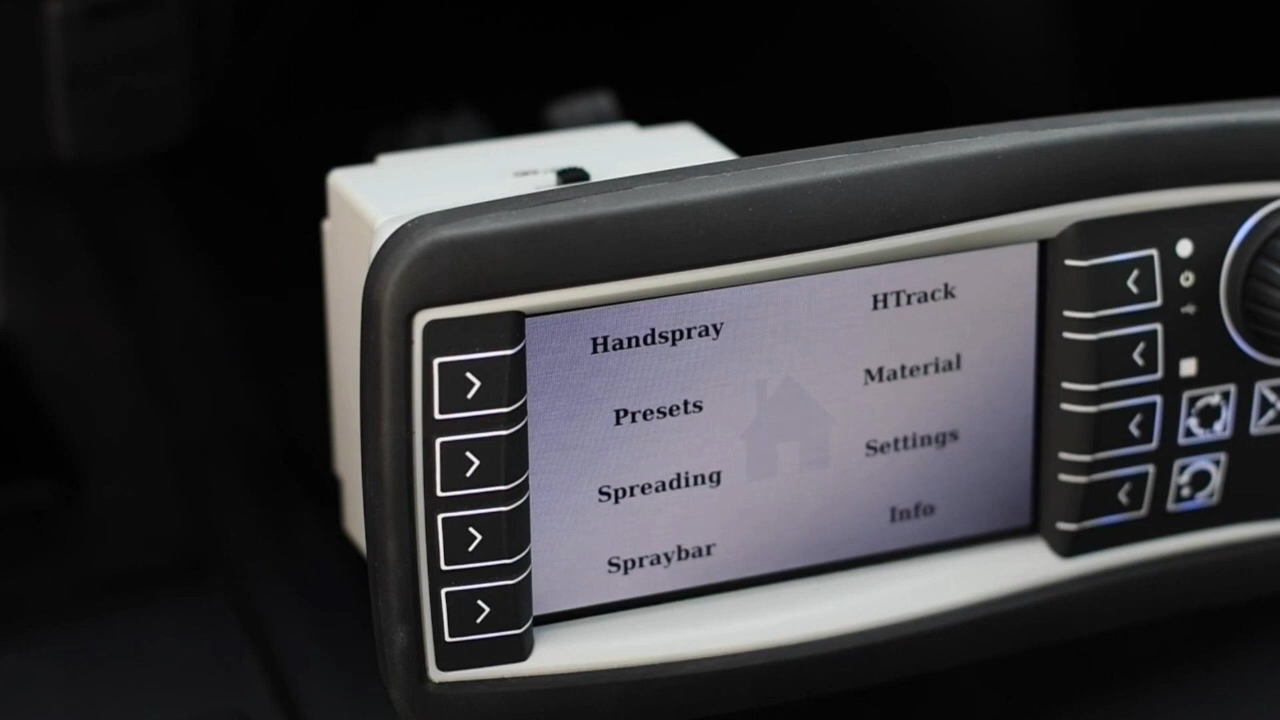 Handspray
Presets
Spreading
Spraybar
HTrack
Material
Settings
Info